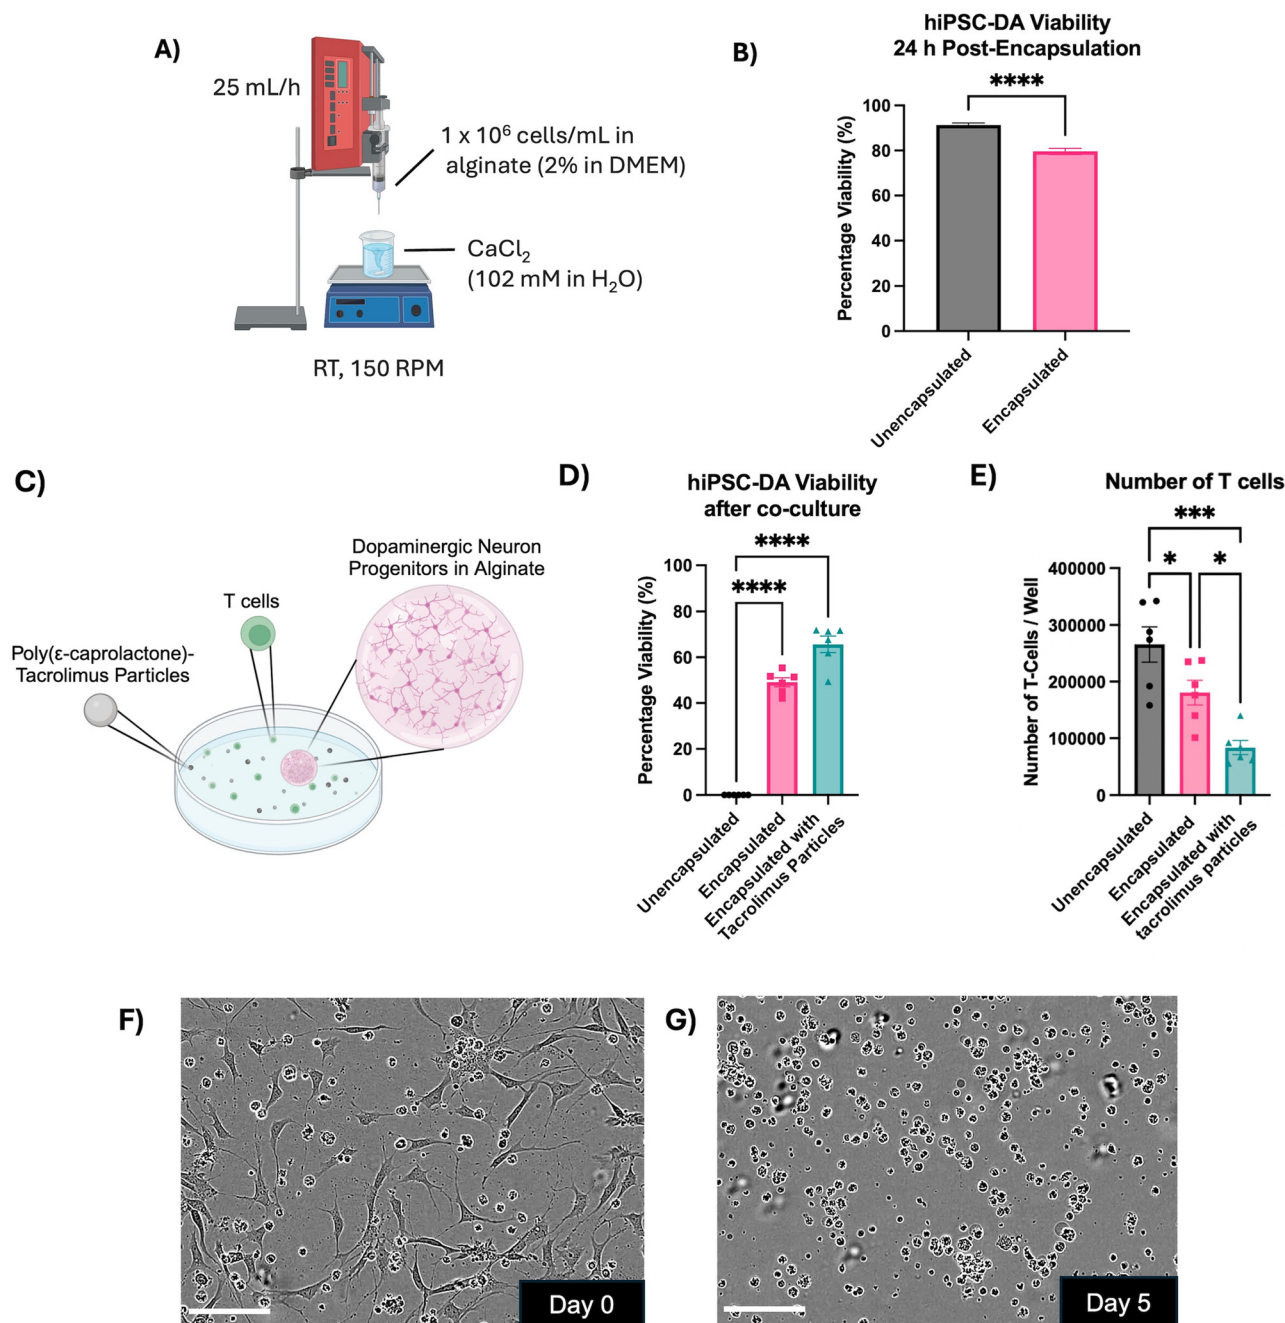 A)
25 mL/h
1 x 10⁶ cells/mL in
alginate (2% in DMEM)
CaCl₂
(102 mM in H₂O)
RT, 150 RPM
B)
hiPSC-DA Viability
24 h Post-Encapsulation
****
Percentage Viability (%)
100
80
60
40
20
0
Unencapsulated
Encapsulated
C)
Dopaminergic Neuron
Progenitors in Alginate
T cells
Poly(ε-caprolactone)-
Tacrolimus Particles
D)
hiPSC-DA Viability
after co-culture
****
****
Percentage Viability (%)
100
80
60
40
20
0
Unencapsulated
Encapsulated
Encapsulated with
Tacrolimus Particles
E)
Number of T cells
***
*
*
Number of T-Cells / Well
400000
300000
200000
100000
0
Unencapsulated
Encapsulated
Encapsulated with
tacrolimus particles
F)
Day 0
G)
Day 5